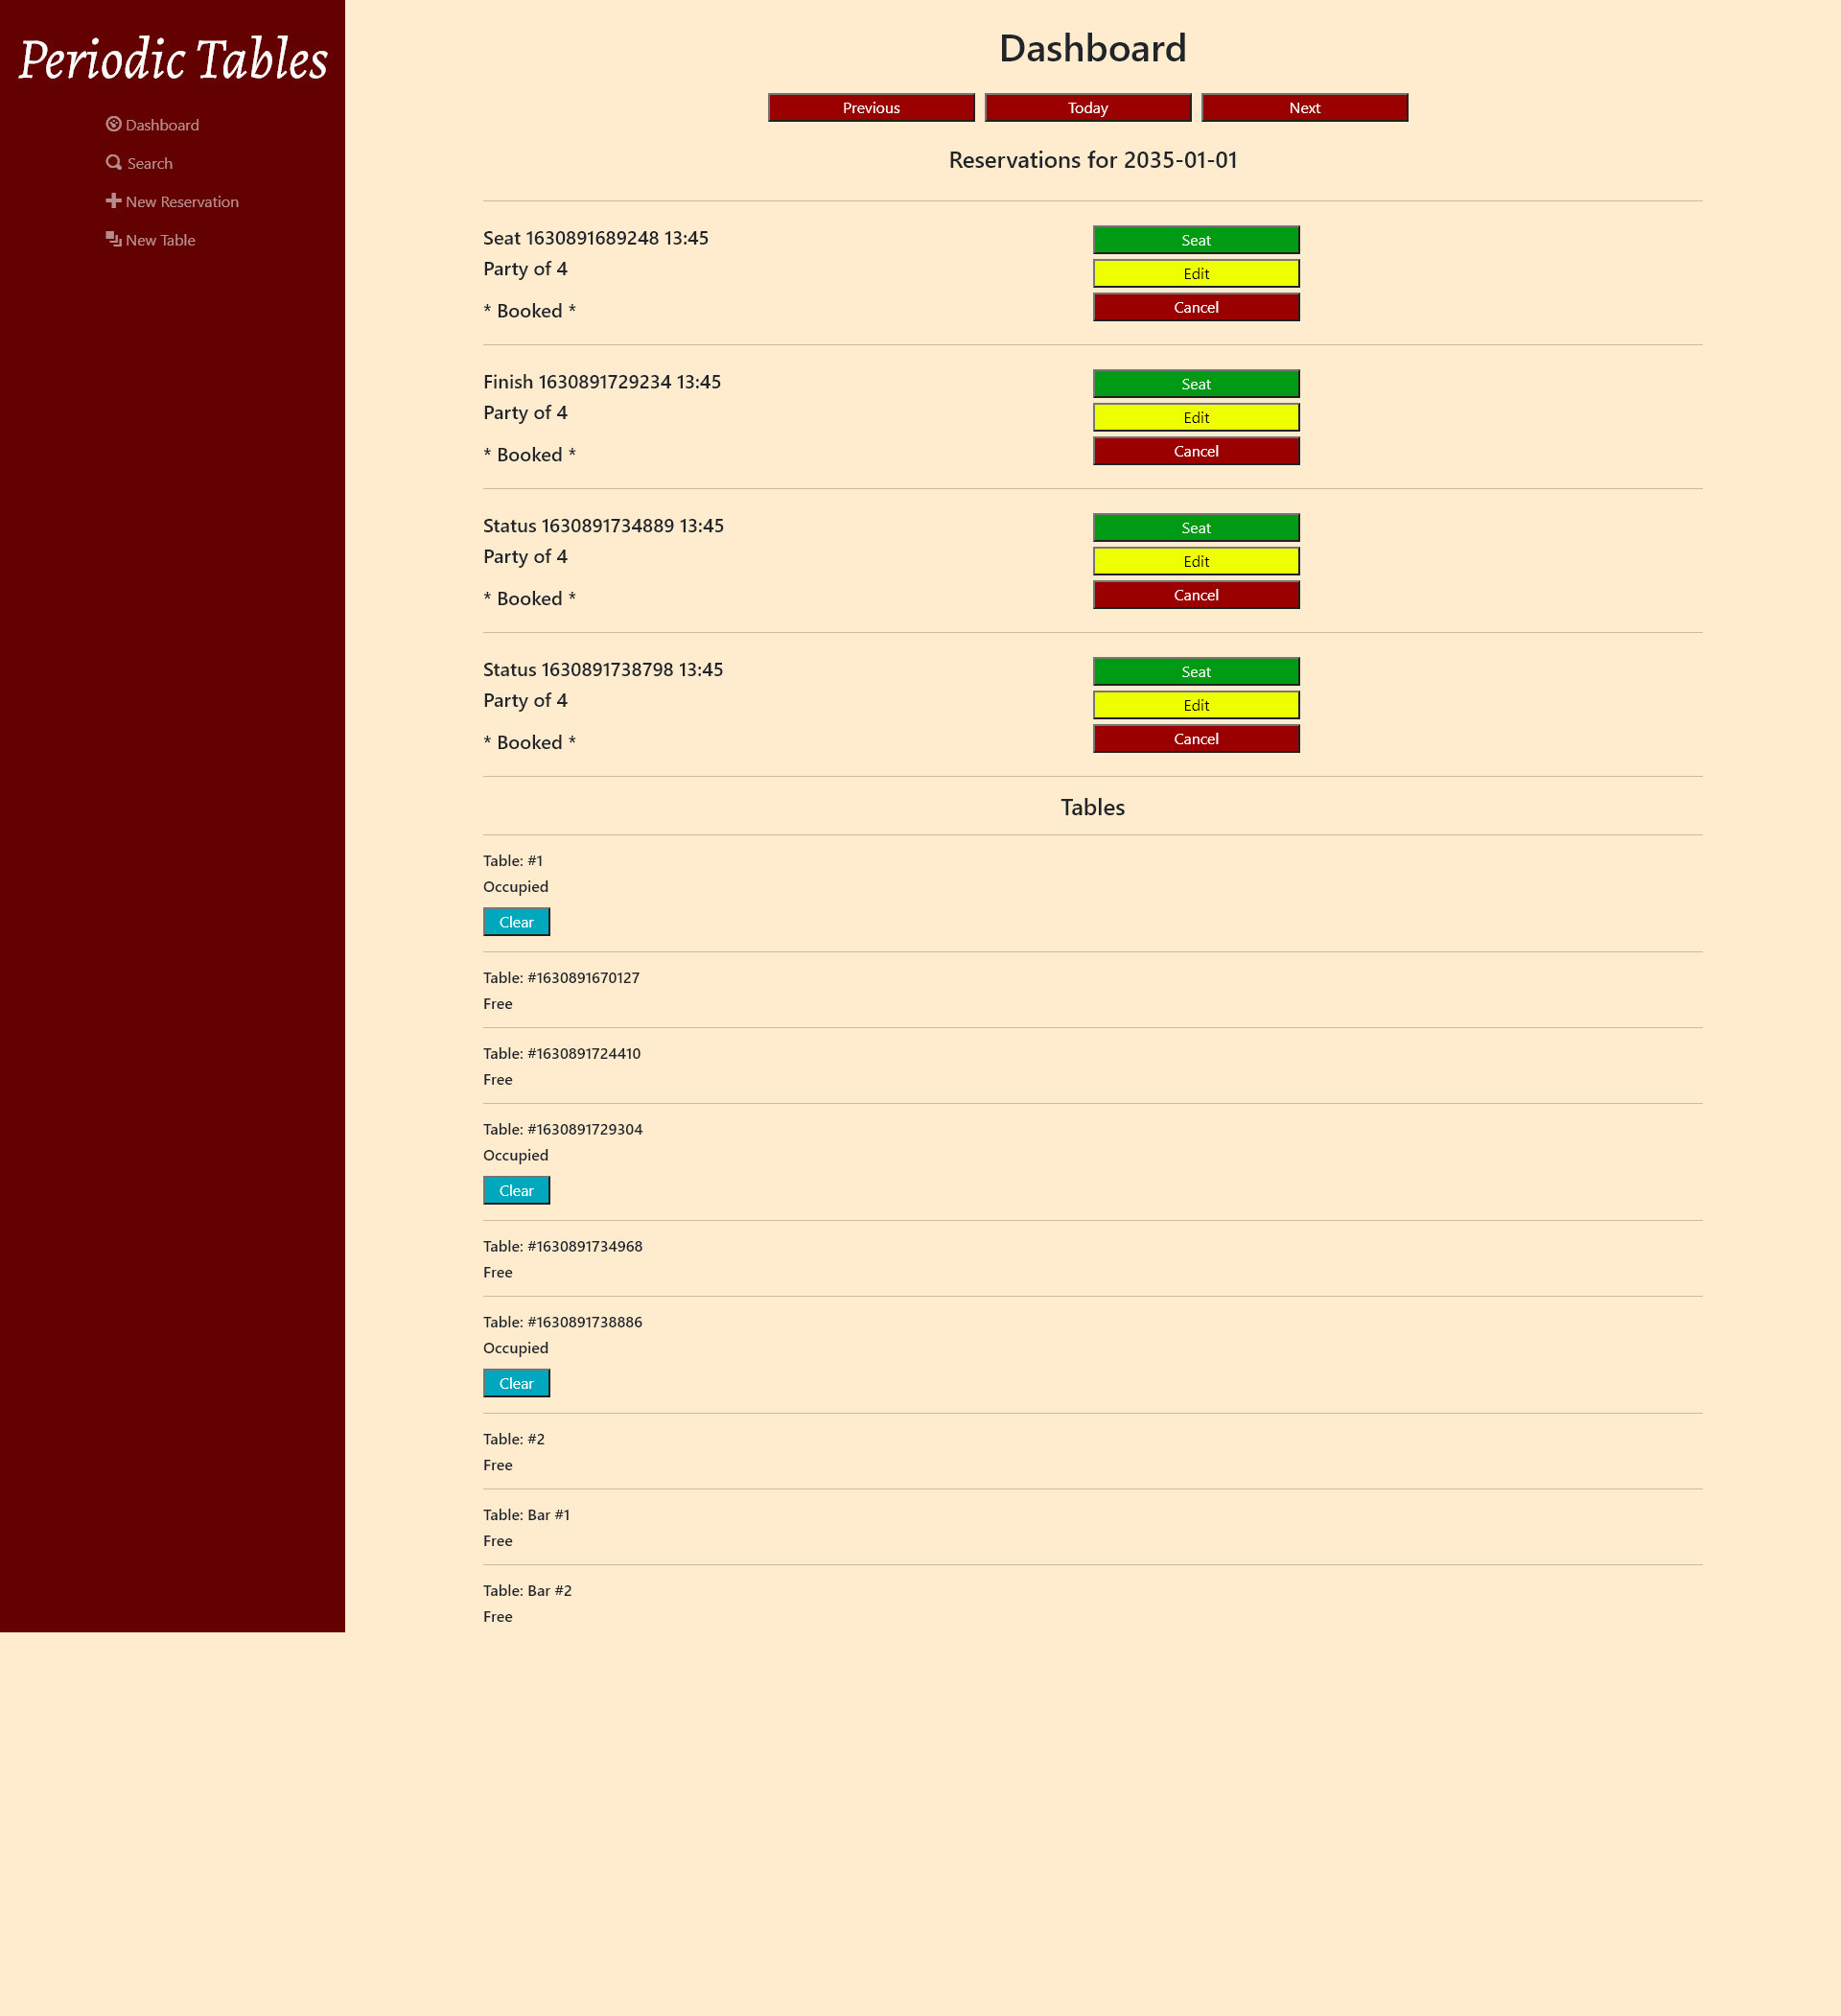 Periodic Tables
Dashboard
Search
New Reservation
New Table
Dashboard
Previous Today Next
Reservations for 2035-01-01
Seat 1630891689248 13:45
Party of 4
* Booked *
Seat
Edit
Cancel
Finish 1630891729234 13:45
Party of 4
* Booked *
Seat
Edit
Cancel
Status 1630891734889 13:45
Party of 4
* Booked *
Seat
Edit
Cancel
Status 1630891738798 13:45
Party of 4
* Booked *
Seat
Edit
Cancel
Tables
Table: #1
Occupied
Clear
Table: #1630891670127
Free
Table: #1630891724410
Free
Table: #1630891729304
Occupied
Clear
Table: #1630891734968
Free
Table: #1630891738886
Occupied
Clear
Table: #2
Free
Table: Bar #1
Free
Table: Bar #2
Free